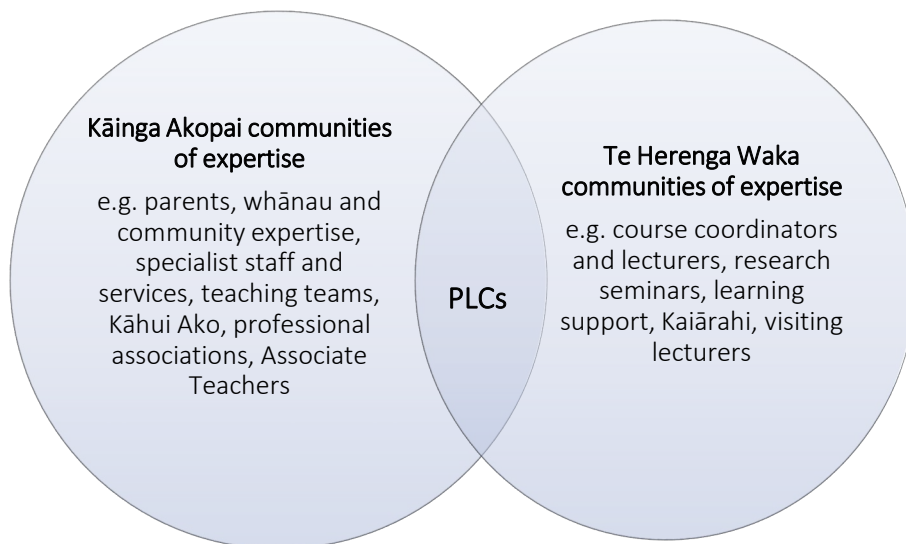 Kāinga Akopai communities
of expertise
e.g. parents, whānau and
community expertise,
specialist staff and
services, teaching teams,
Kāhui Ako, professional
associations, Associate
Teachers
PLCs
Te Herenga Waka
communities of expertise
e.g. course coordinators
and lecturers, research
seminars, learning
support, Kaiārahi, visiting
lecturers